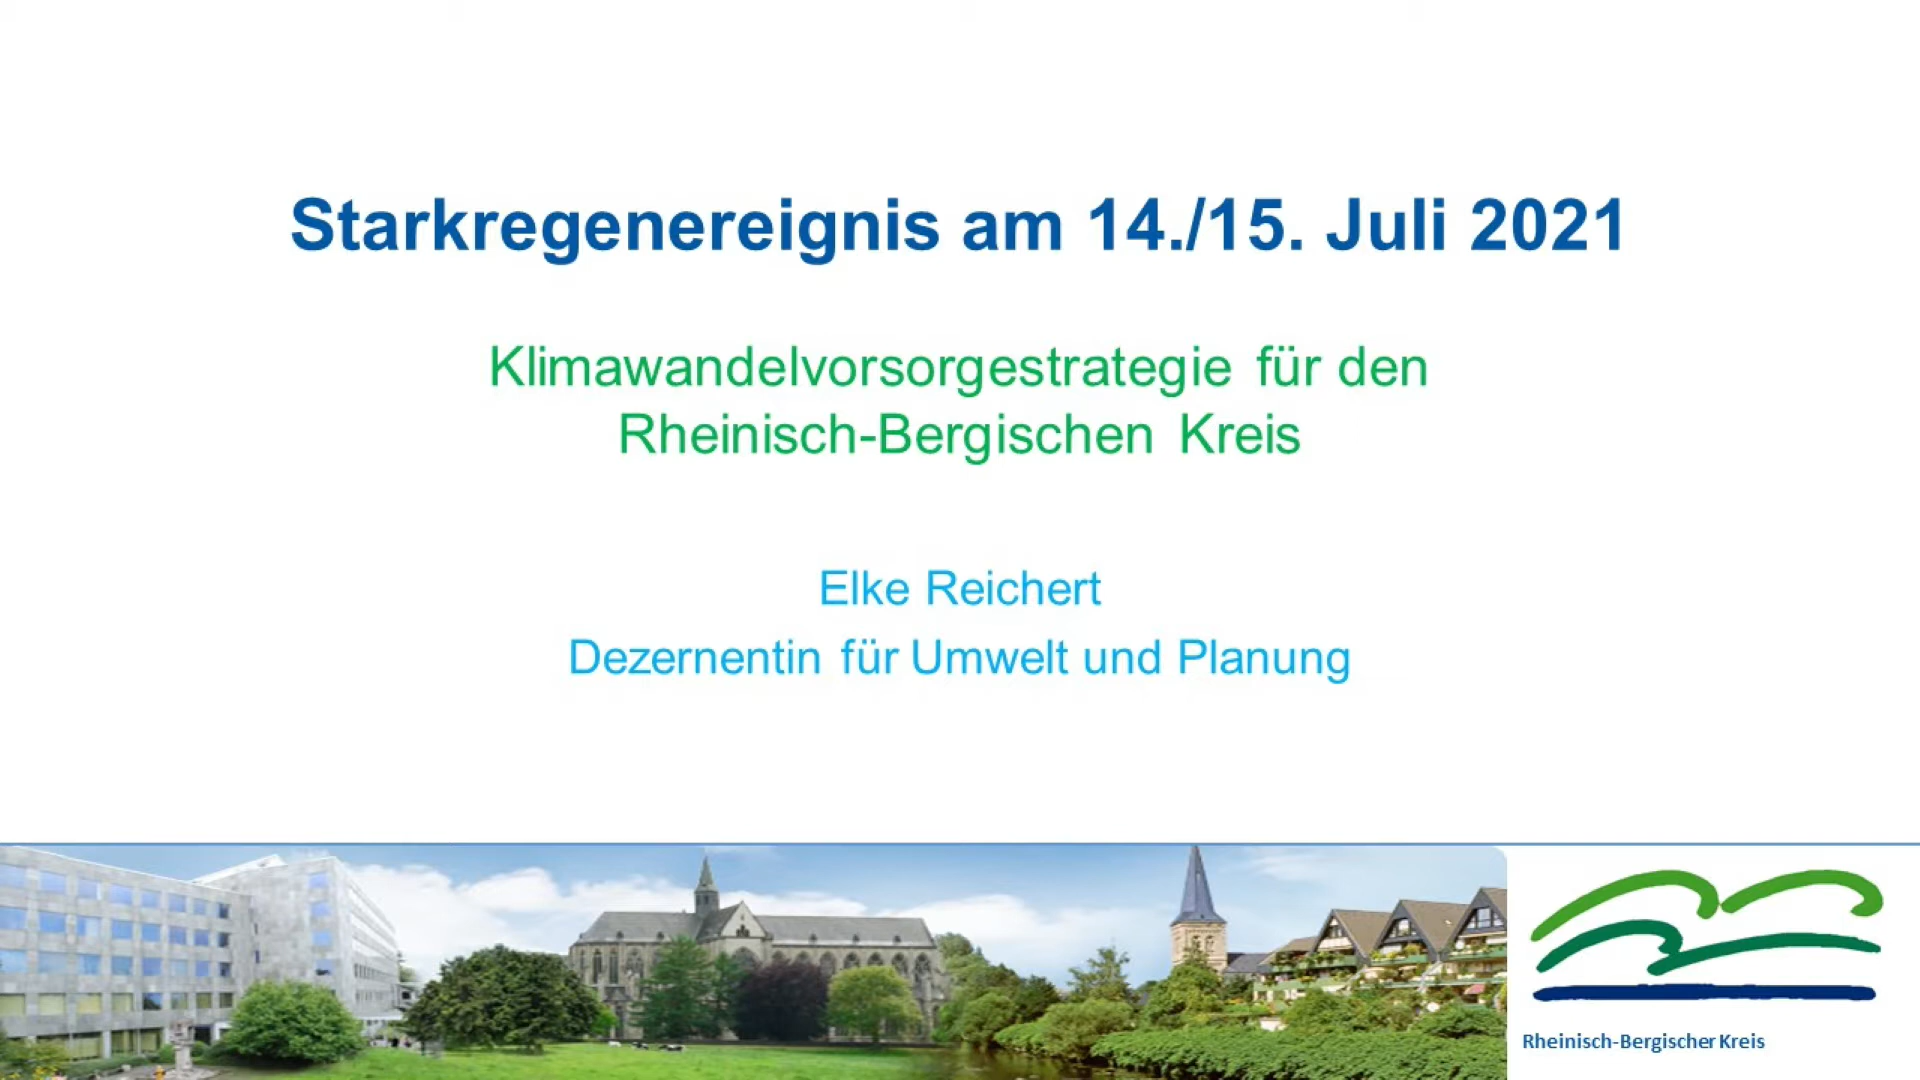 Starkregenereignis am 14./15. Juli 2021
Klimawandelvorsorgestrategie für den
Rheinisch-Bergischen Kreis
Elke Reichert
Dezernentin für Umwelt und Planung
Rheinisch-Bergischer Kreis